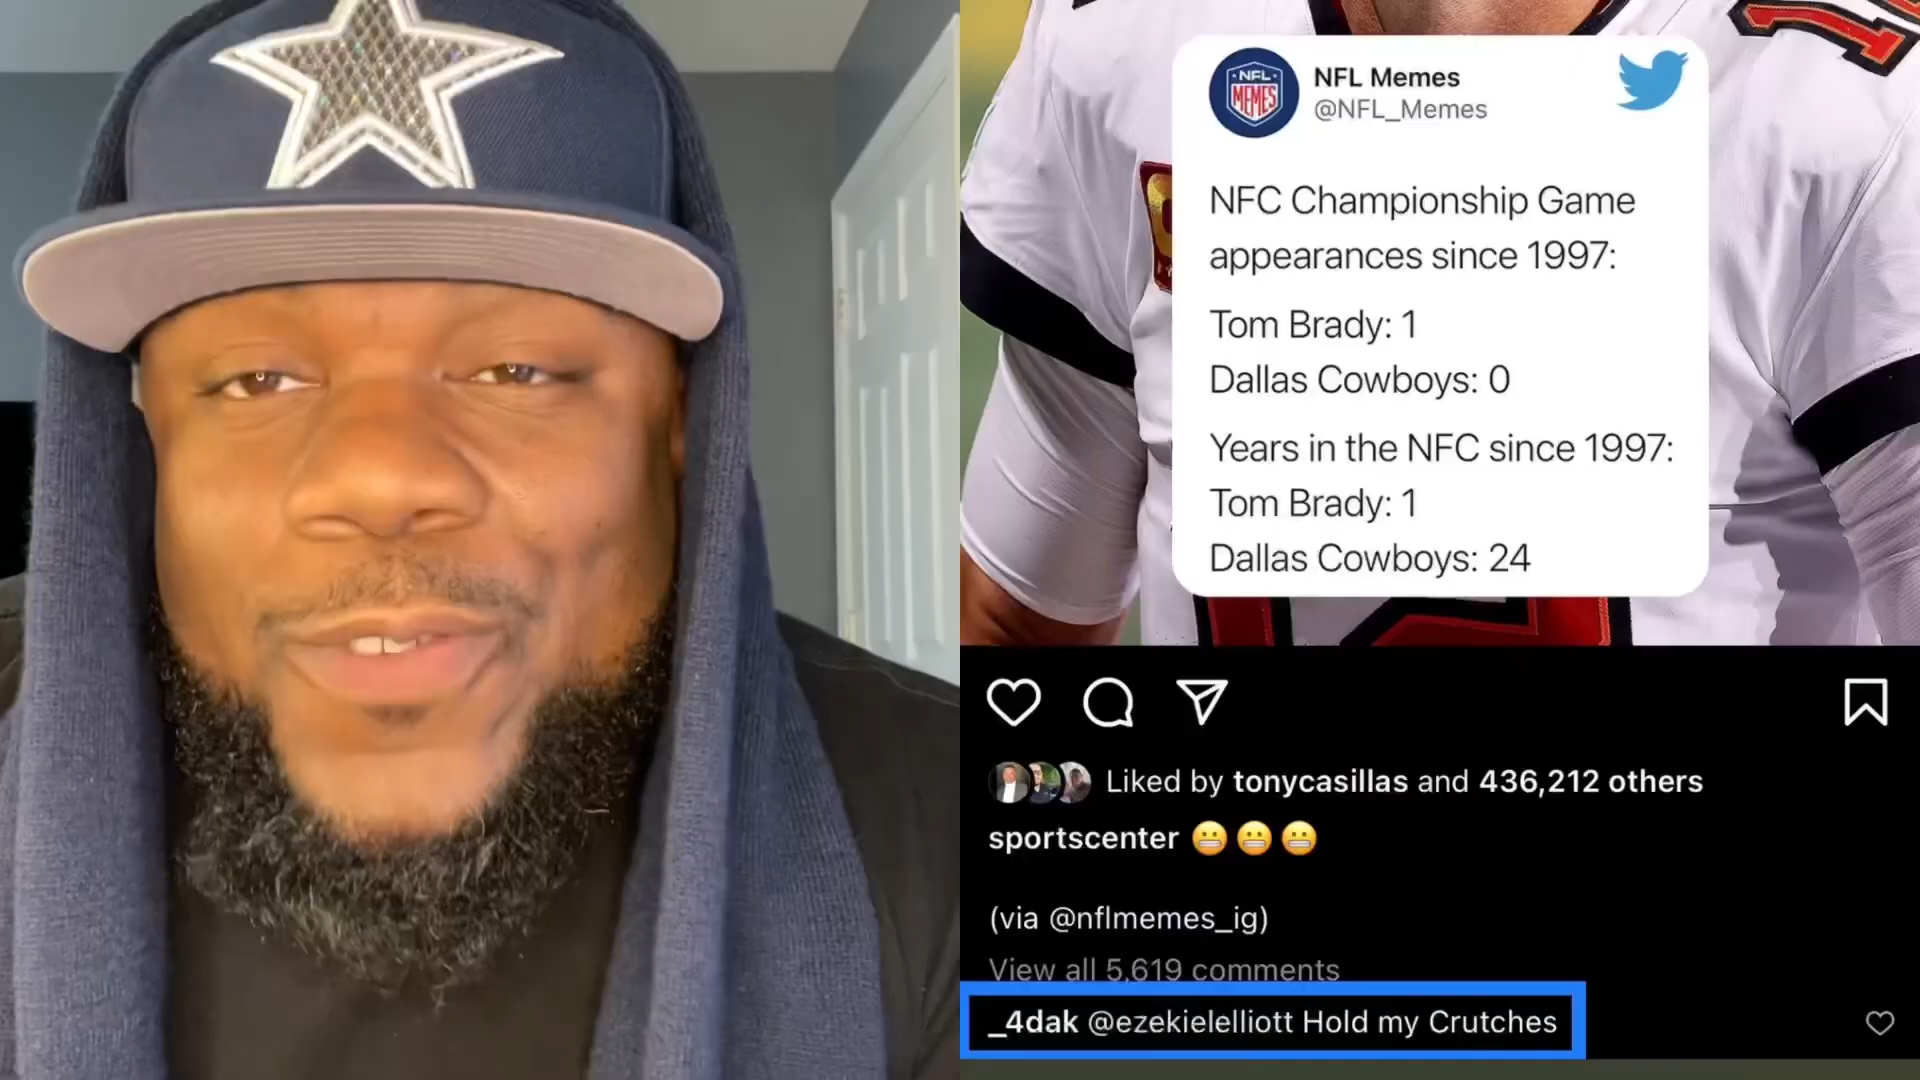 NFL
MEMES
NFL Memes
@NFL_Memes
NFC Championship Game
appearances since 1997:
Tom Brady: 1
Dallas Cowboys: 0
Years in the NFC since 1997:
Tom Brady: 1
Dallas Cowboys: 24
Liked by tonycasillas and 436,212 others
sportscenter 😬😬😬
(via @nflmemes_ig)
View all 5,619 comments
_4dak @ezekielelliott Hold my Crutches